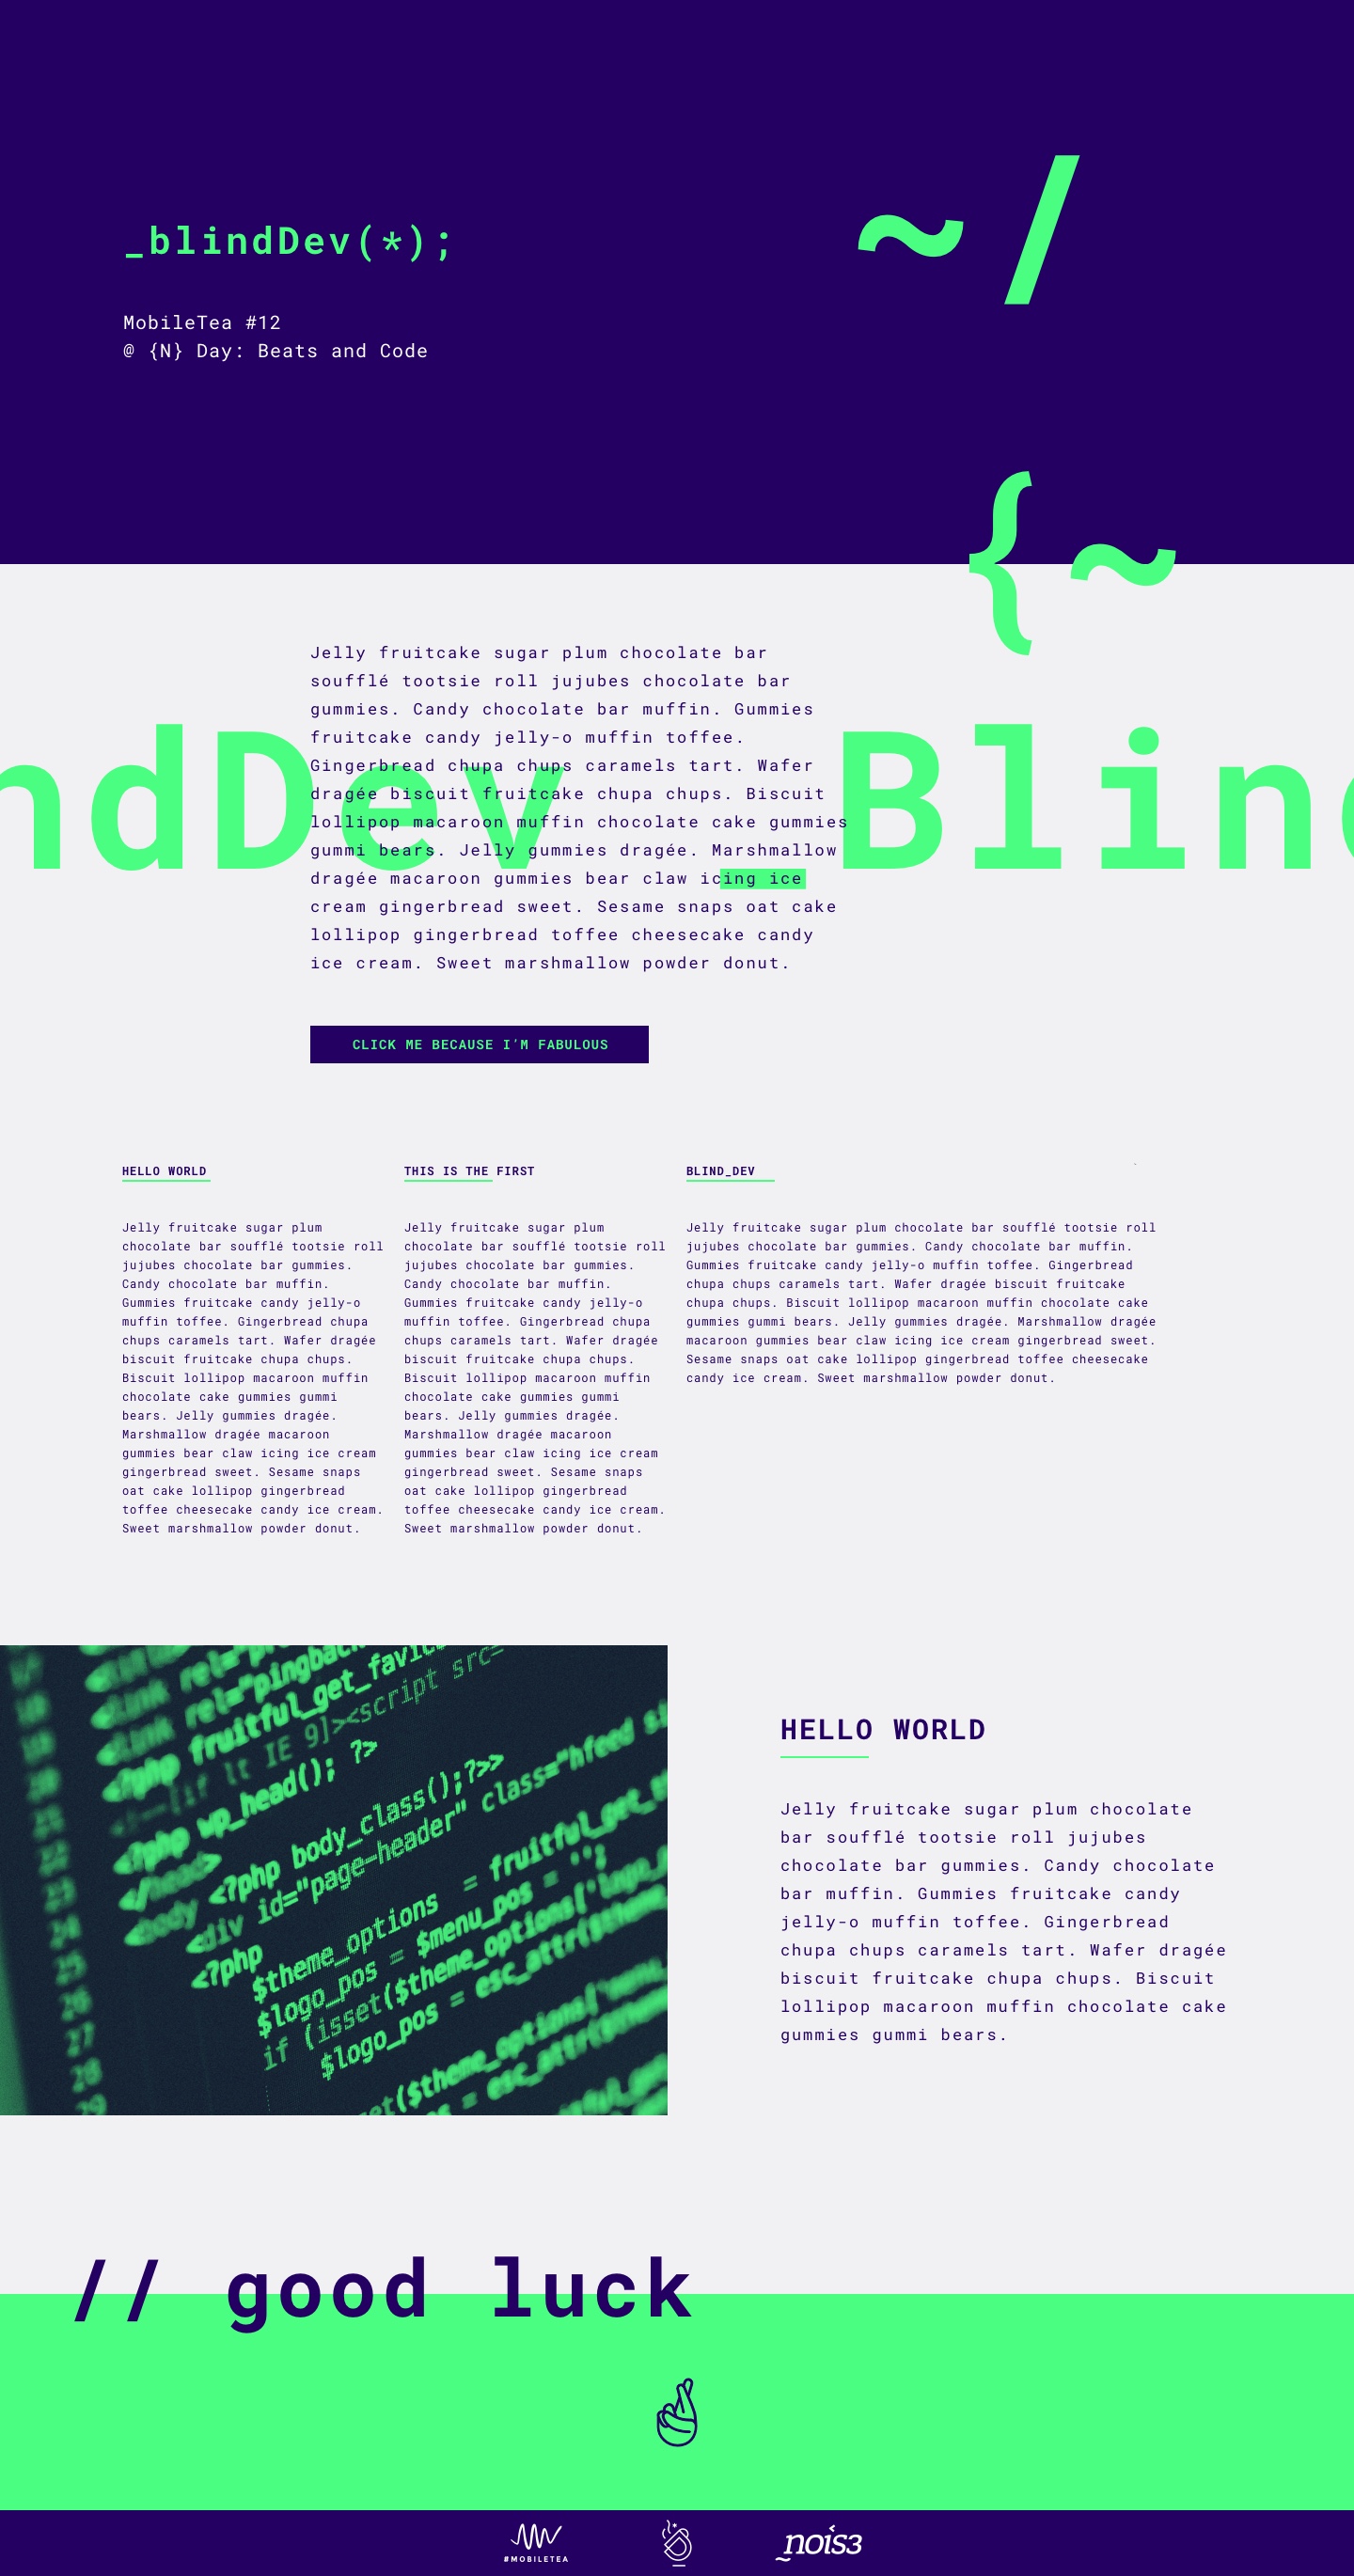 _blindDev(*);
~/
MobileTea #12
@ {N} Day: Beats and Code
{~
Jelly fruitcake sugar plum chocolate bar
soufflé tootsie roll jujubes chocolate bar
gummies. Candy chocolate bar muffin. Gummies
fruitcake candy jelly-o muffin toffee.
Gingerbread chupa chups caramels tart. Wafer
dragée biscuit fruitcake chupa chups. Biscuit
lollipop macaroon muffin chocolate cake gummies
gummi bears. Jelly gummies dragée. Marshmallow
dragée macaroon gummies bear claw icing ice
cream gingerbread sweet. Sesame snaps oat cake
lollipop gingerbread toffee cheesecake candy
ice cream. Sweet marshmallow powder donut.
ndDev Blind
CLICK ME BECAUSE I'M FABULOUS
HELLO WORLD
Jelly fruitcake sugar plum
chocolate bar soufflé tootsie roll
jujubes chocolate bar gummies.
Candy chocolate bar muffin.
Gummies fruitcake candy jelly-o
muffin toffee. Gingerbread chupa
chups caramels tart. Wafer dragée
biscuit fruitcake chupa chups.
Biscuit lollipop macaroon muffin
chocolate cake gummies gummi
bears. Jelly gummies dragée.
Marshmallow dragée macaroon
gummies bear claw icing ice cream
gingerbread sweet. Sesame snaps
oat cake lollipop gingerbread
toffee cheesecake candy ice cream.
Sweet marshmallow powder donut.
THIS IS THE FIRST
Jelly fruitcake sugar plum
chocolate bar soufflé tootsie roll
jujubes chocolate bar gummies.
Candy chocolate bar muffin.
Gummies fruitcake candy jelly-o
muffin toffee. Gingerbread chupa
chups caramels tart. Wafer dragée
biscuit fruitcake chupa chups.
Biscuit lollipop macaroon muffin
chocolate cake gummies gummi
bears. Jelly gummies dragée.
Marshmallow dragée macaroon
gummies bear claw icing ice cream
gingerbread sweet. Sesame snaps
oat cake lollipop gingerbread
toffee cheesecake candy ice cream.
Sweet marshmallow powder donut.
BLIND_DEV
Jelly fruitcake sugar plum chocolate bar soufflé tootsie roll
jujubes chocolate bar gummies. Candy chocolate bar muffin.
Gummies fruitcake candy jelly-o muffin toffee. Gingerbread
chupa chups caramels tart. Wafer dragée biscuit fruitcake
chupa chups. Biscuit lollipop macaroon muffin chocolate cake
gummies gummi bears. Jelly gummies dragée. Marshmallow dragée
macaroon gummies bear claw icing ice cream gingerbread sweet.
Sesame snaps oat cake lollipop gingerbread toffee cheesecake
candy ice cream. Sweet marshmallow powder donut.
rel="pingback
fruitful_get_favic
<!--[if lt IE 9]><script src=
<?php wp_head(); ?>
</head>
<body <?php body_class();?>>
<div id="page-header" class="hfeed
<?php
$theme_options = fruitful_get
$logo_pos = $menu_pos = '';
if (isset($theme_options['logo
$logo_pos = esc_attr($theme
set($theme_options['menu
= esc_attr($
20
22
23
24
25
26
27
28
29
HELLO WORLD
Jelly fruitcake sugar plum chocolate
bar soufflé tootsie roll jujubes
chocolate bar gummies. Candy chocolate
bar muffin. Gummies fruitcake candy
jelly-o muffin toffee. Gingerbread
chupa chups caramels tart. Wafer dragée
biscuit fruitcake chupa chups. Biscuit
lollipop macaroon muffin chocolate cake
gummies gummi bears.
// good luck
#MOBILETEA
nois3